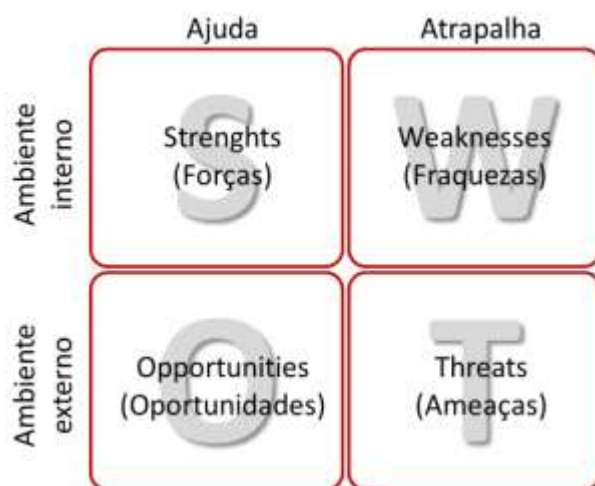 Ajuda
Atrapalha
Ambiente
interno
S
Strenghts
(Forças)
W
Weaknesses
(Fraquezas)
Ambiente
externo
O
Opportunities
(Oportunidades)
T
Threats
(Ameaças)